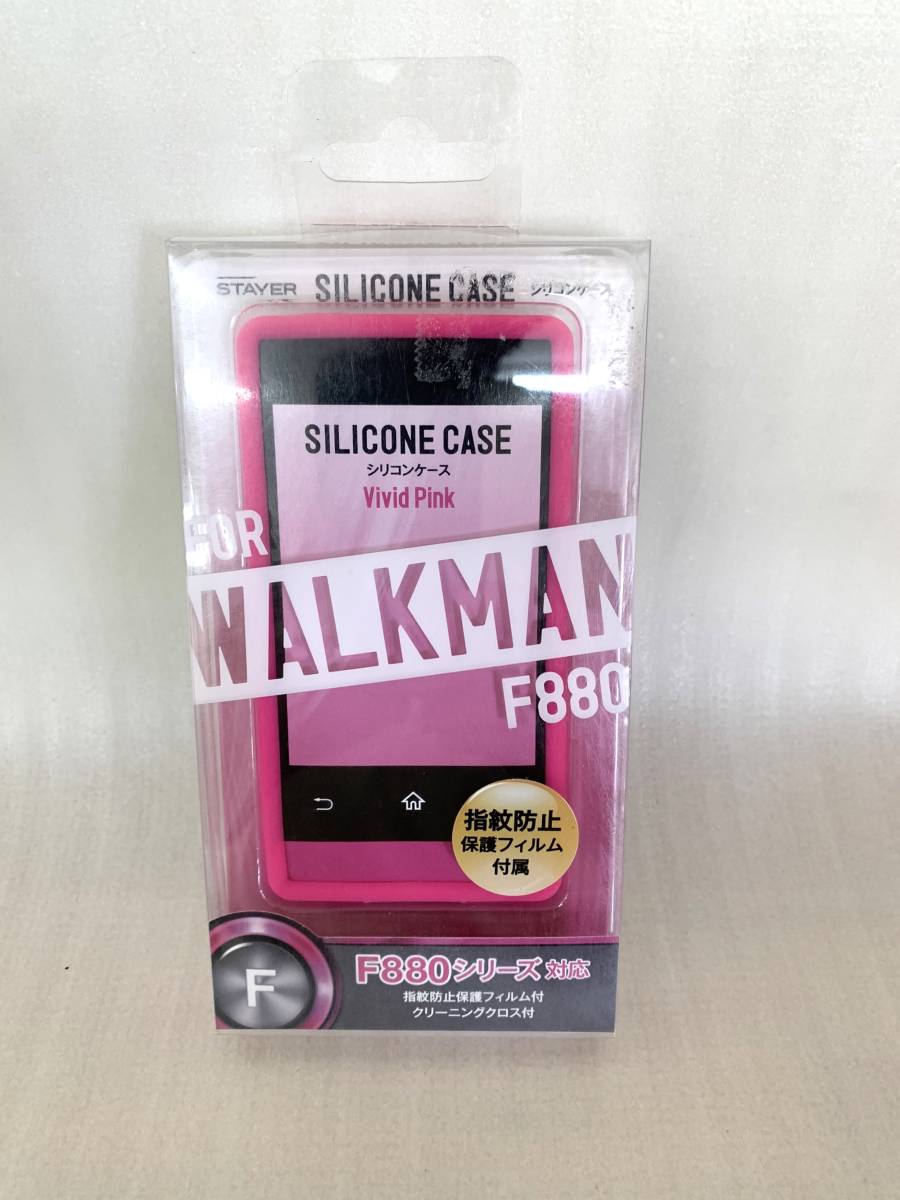 STAYER SILICONE CASE シリコンケース
SILICONE CASE
シリコンケース
Vivid Pink
FOR
WALKMAN
F880
指紋防止
保護フィルム
付属
F
F880シリーズ 対応
指紋防止保護フィルム付
クリーニングクロス付